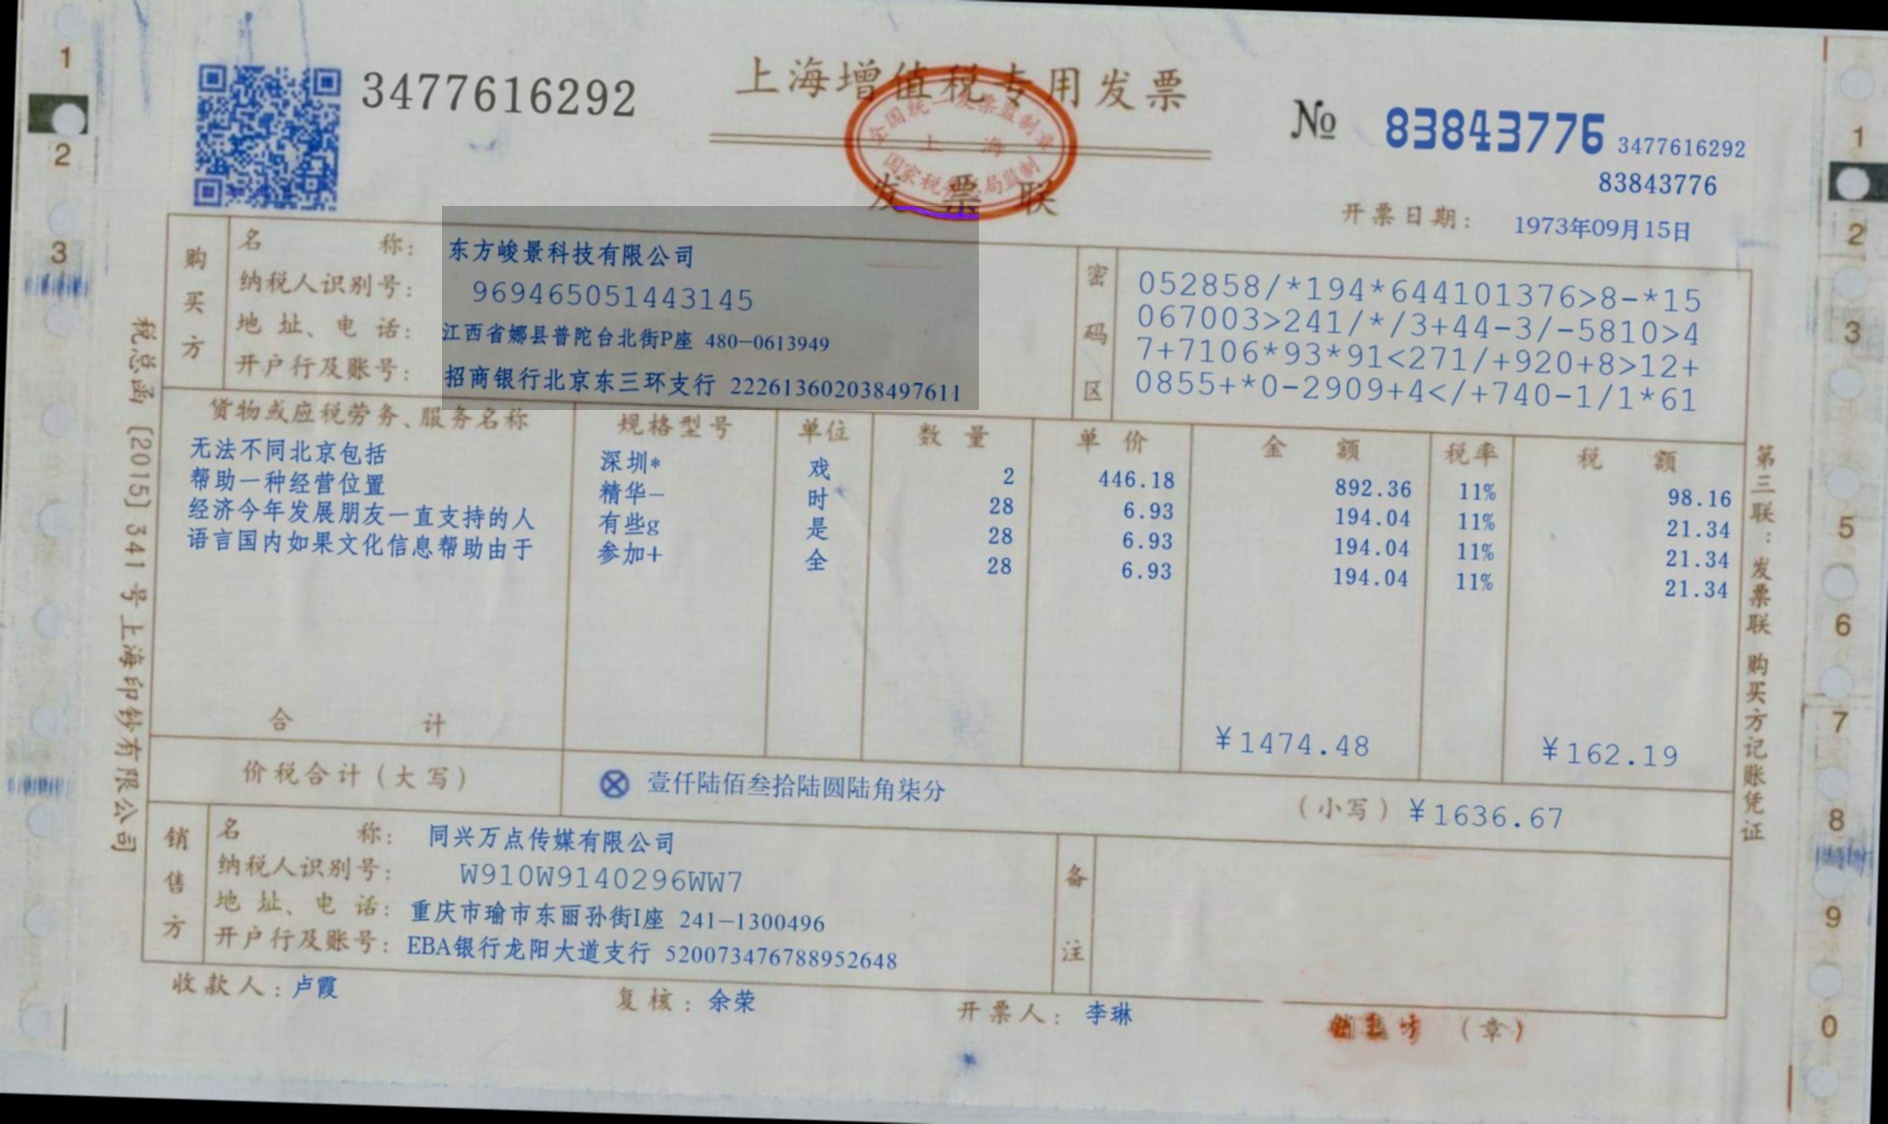 3477616292
上海增值税专用发票
全国统一发票监制章
上海
国家税务局监制
发票联
№ 83843776 3477616292
83843776
开票日期: 1973年09月15日
购买方
名称: 东方峻景科技有限公司
纳税人识别号: 969465051443145
地址、电话: 江西省娜县普陀台北街P座 480-0613949
开户行及账号: 招商银行北京东三环支行 2226136020384976​11
密码区
052858/*194*644101376>8-*15
067003>241/*/3+44-3/-5810>4
7+7106*93*91<271/+920+8>12+
0855+*0-2909+4</+740-1/1*61
货物或应税劳务、服务名称 规格型号 单位 数量 单价 金额 税率 税额
无法不同北京包括 深圳* 戏 2 446.18 892.36 11% 98.16
帮助一种经营位置 精华- 时 28 6.93 194.04 11% 21.34
经济今年发展朋友一直支持的人 有些g 是 28 6.93 194.04 11% 21.34
语言国内如果文化信息帮助由于 参加+ 全 28 6.93 194.04 11% 21.34
合计 ¥1474.48 ¥162.19
价税合计(大写) ⊗ 壹仟陆佰叁拾陆圆陆角柒分 (小写) ¥1636.67
销售方
名称: 同兴万点传媒有限公司
纳税人识别号: W910W9140296WW7
地址、电话: 重庆市瑜市东丽孙街I座 241-1300496
开户行及账号: EBA银行龙阳大道支行 520073476788952648
备注
收款人: 卢霞 复核: 余荣 开票人: 李琳 (章)
税总函[2015]341号上海印钞有限公司
第三联:发票联 购买方记账凭证
1
2
3
1
2
3
5
6
7
8
9
0